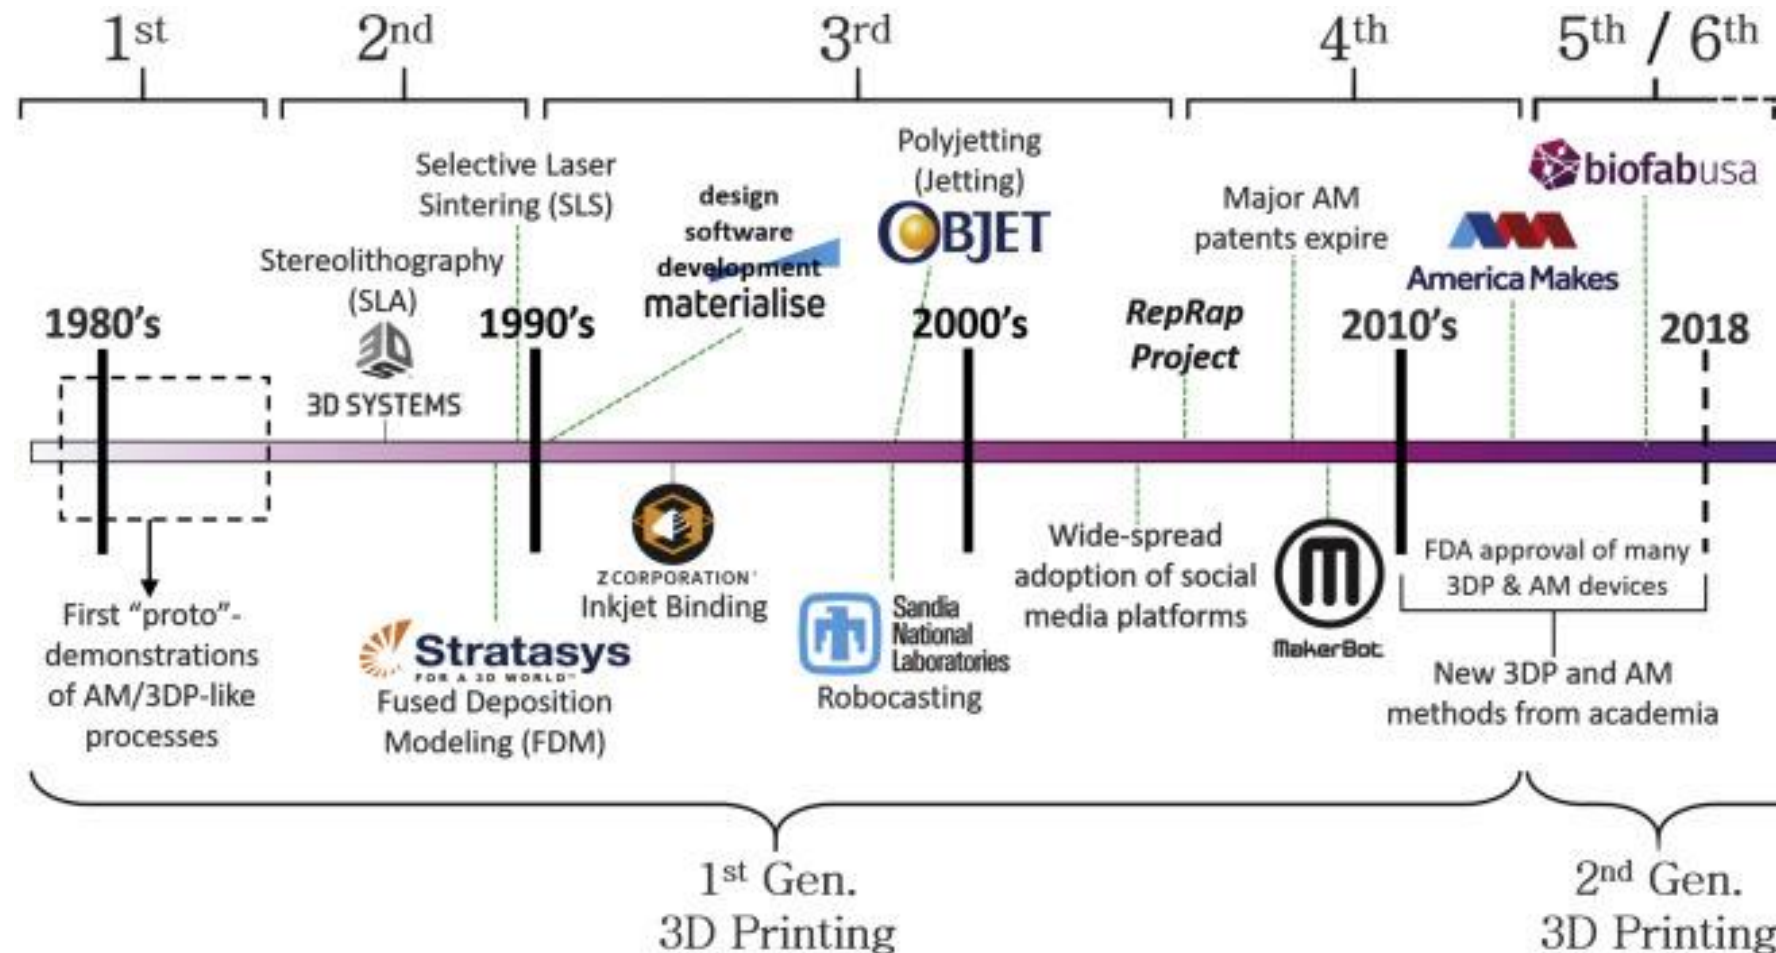 1st
2nd
3rd
4th
5th / 6th
Selective Laser
Sintering (SLS)
Stereolithography
(SLA)
3D SYSTEMS
design
software
development
materialise
Polyjetting
(Jetting)
OBJET
RepRap
Project
Major AM
patents expire
America Makes
biofabusa
1980's
1990's
2000's
2010's
2018
First "proto"-
demonstrations
of AM/3DP-like
processes
Stratasys
FOR A 3D WORLD™
Fused Deposition
Modeling (FDM)
Z CORPORATION
Inkjet Binding
Sandia
National
Laboratories
Robocasting
Wide-spread
adoption of social
media platforms
MakerBot
FDA approval of many
3DP & AM devices
New 3DP and AM
methods from academia
1st Gen.
3D Printing
2nd Gen.
3D Printing